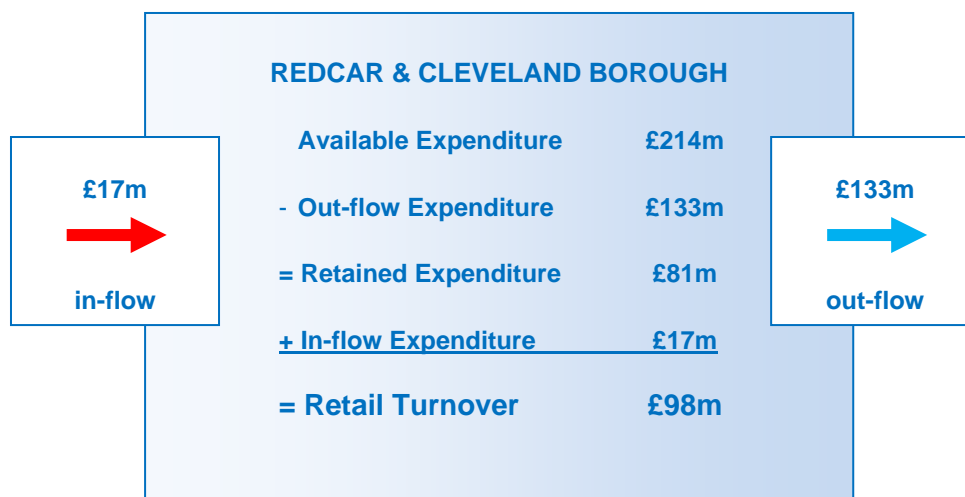 REDCAR & CLEVELAND BOROUGH
Available Expenditure £214m
- Out-flow Expenditure £133m
= Retained Expenditure £81m
+ In-flow Expenditure £17m
= Retail Turnover £98m
£17m
in-flow
£133m
out-flow